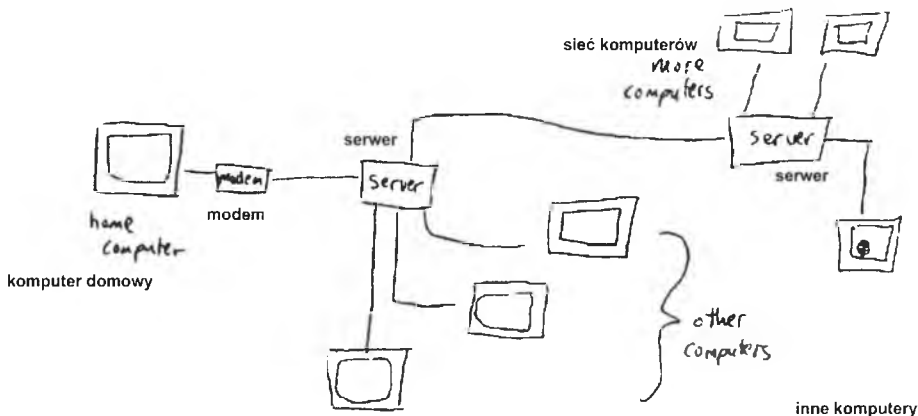 sieć komputerów
more
computers
serwer
server
server
serwer
modem
modem
home
computer
komputer domowy
other
computers
inne komputery